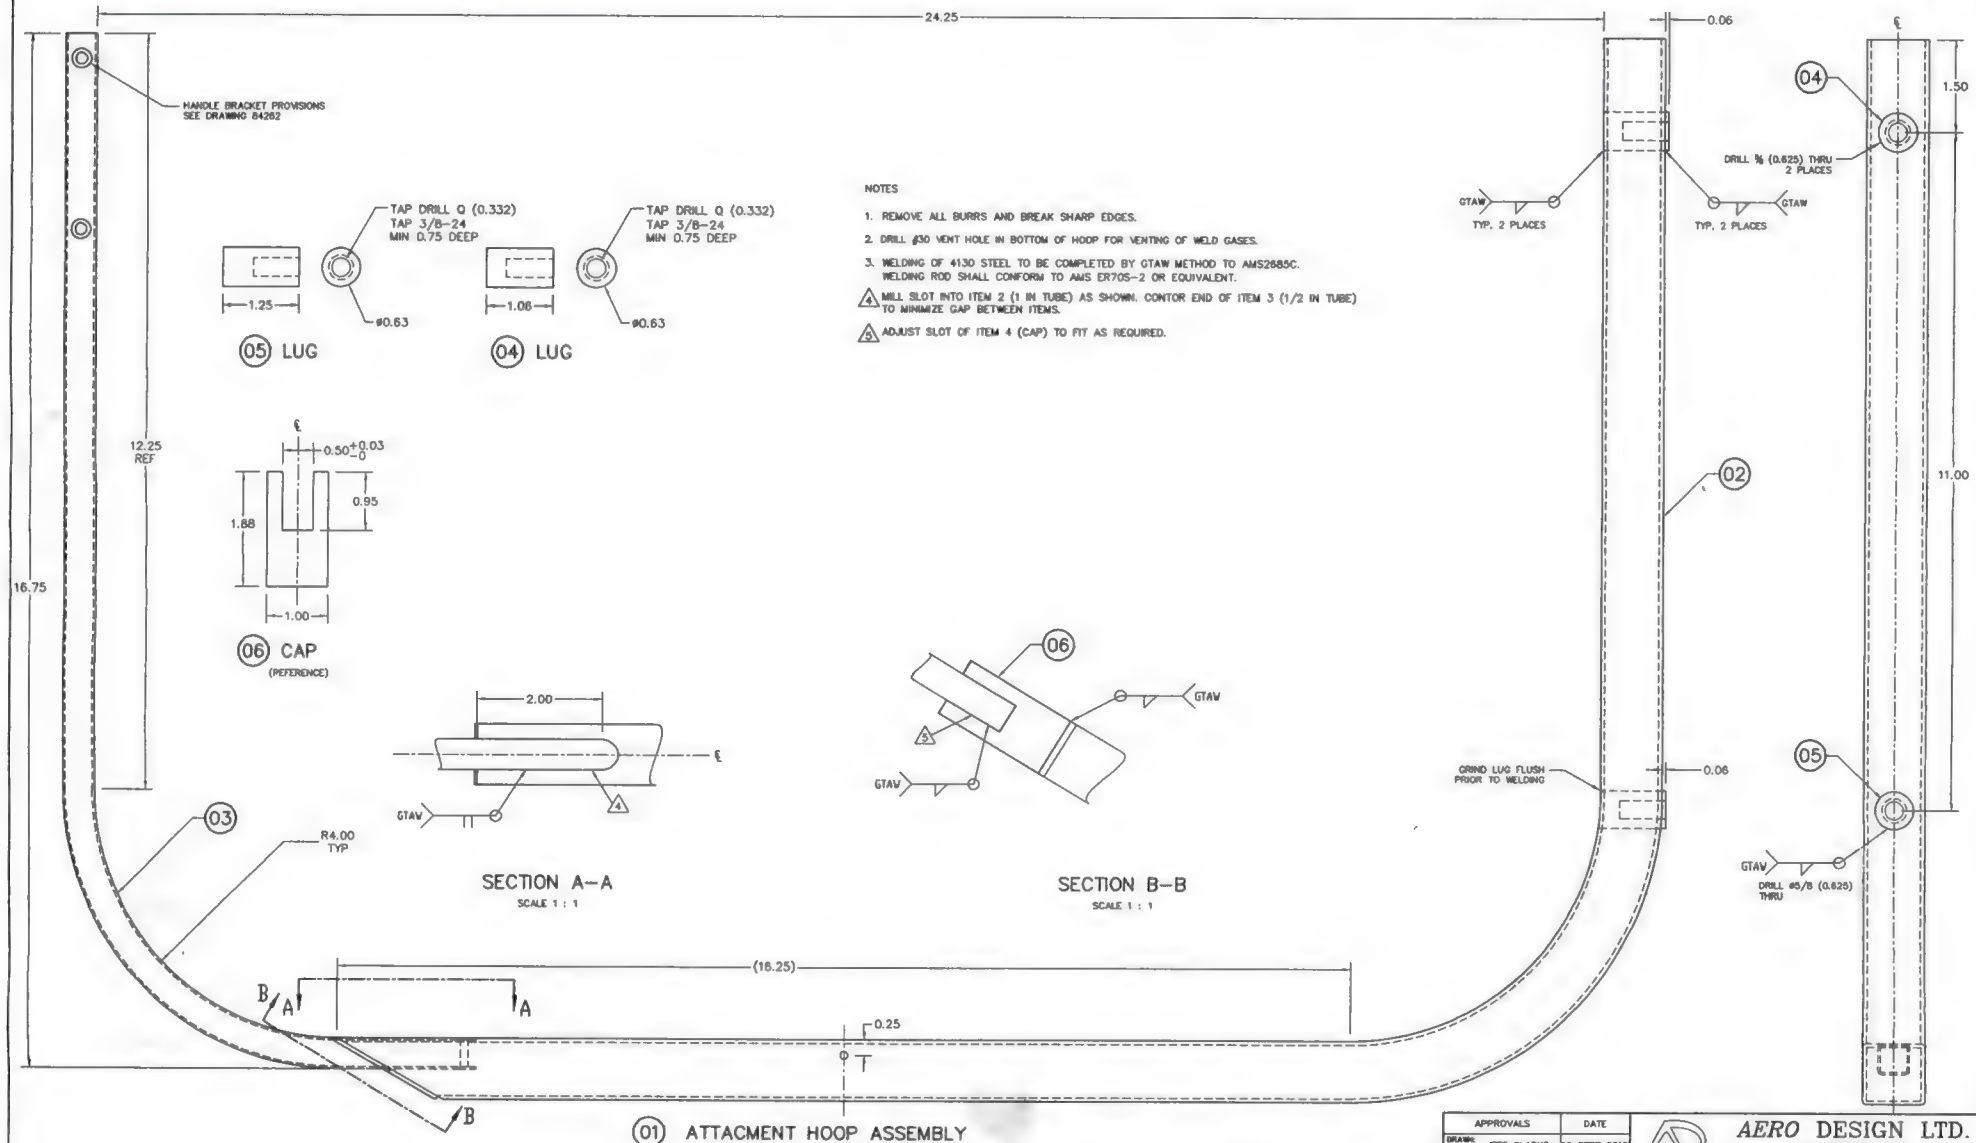 24.25
0.06
HANDLE BRACKET PROVISIONS
SEE DRAWING 84262
04
1.50
DRILL ⅝ (0.625) THRU
2 PLACES
GTAW
TYP. 2 PLACES
GTAW
TYP. 2 PLACES
TAP DRILL Q (0.332)
TAP 3/8-24
MIN 0.75 DEEP
1.25
ø0.63
05 LUG
TAP DRILL Q (0.332)
TAP 3/8-24
MIN 0.75 DEEP
1.06
ø0.63
04 LUG
NOTES
1. REMOVE ALL BURRS AND BREAK SHARP EDGES.
2. DRILL #30 VENT HOLE IN BOTTOM OF HOOP FOR VENTING OF WELD GASES.
3. WELDING OF 4130 STEEL TO BE COMPLETED BY GTAW METHOD TO AMS2685C.
WELDING ROD SHALL CONFORM TO AMS ER70S-2 OR EQUIVALENT.
4 MILL SLOT INTO ITEM 2 (1 IN TUBE) AS SHOWN. CONTOR END OF ITEM 3 (1/2 IN TUBE)
TO MINIMIZE GAP BETWEEN ITEMS.
5 ADJUST SLOT OF ITEM 4 (CAP) TO FIT AS REQUIRED.
12.25
REF
16.75
℄
0.50 +0.03
-0
0.95
1.88
1.00
06 CAP
(REFERENCE)
02
11.00
2.00
℄
GTAW
4
SECTION A-A
SCALE 1 : 1
06
GTAW
5
GTAW
SECTION B-B
SCALE 1 : 1
GRIND LUG FLUSH
PRIOR TO WELDING
0.06
05
GTAW
DRILL ø5/8 (0.625)
THRU
03
R4.00
TYP
(16.25)
B
A
A
0.25
B
01 ATTACMENT HOOP ASSEMBLY
APPROVALS
DATE
DRAWN
AERO DESIGN LTD.
℄